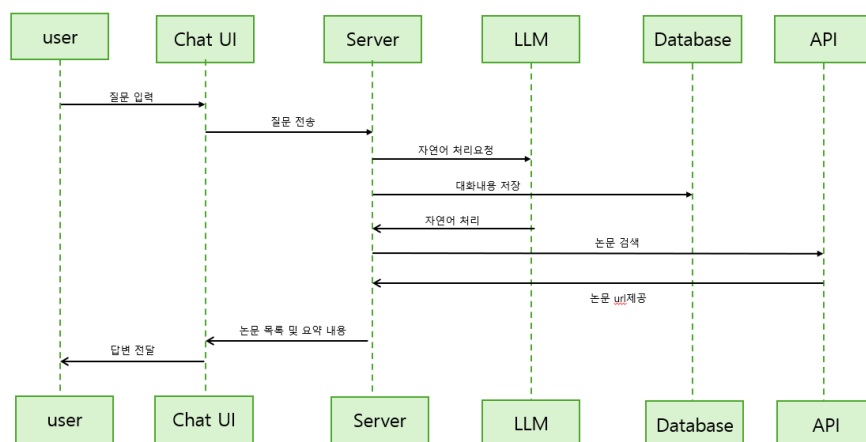 user
Chat UI
Server
LLM
Database
API
질문 입력
질문 전송
자연어 처리요청
대화내용 저장
자연어 처리
논문 검색
논문 url제공
논문 목록 및 요약 내용
답변 전달
user
Chat UI
Server
LLM
Database
API